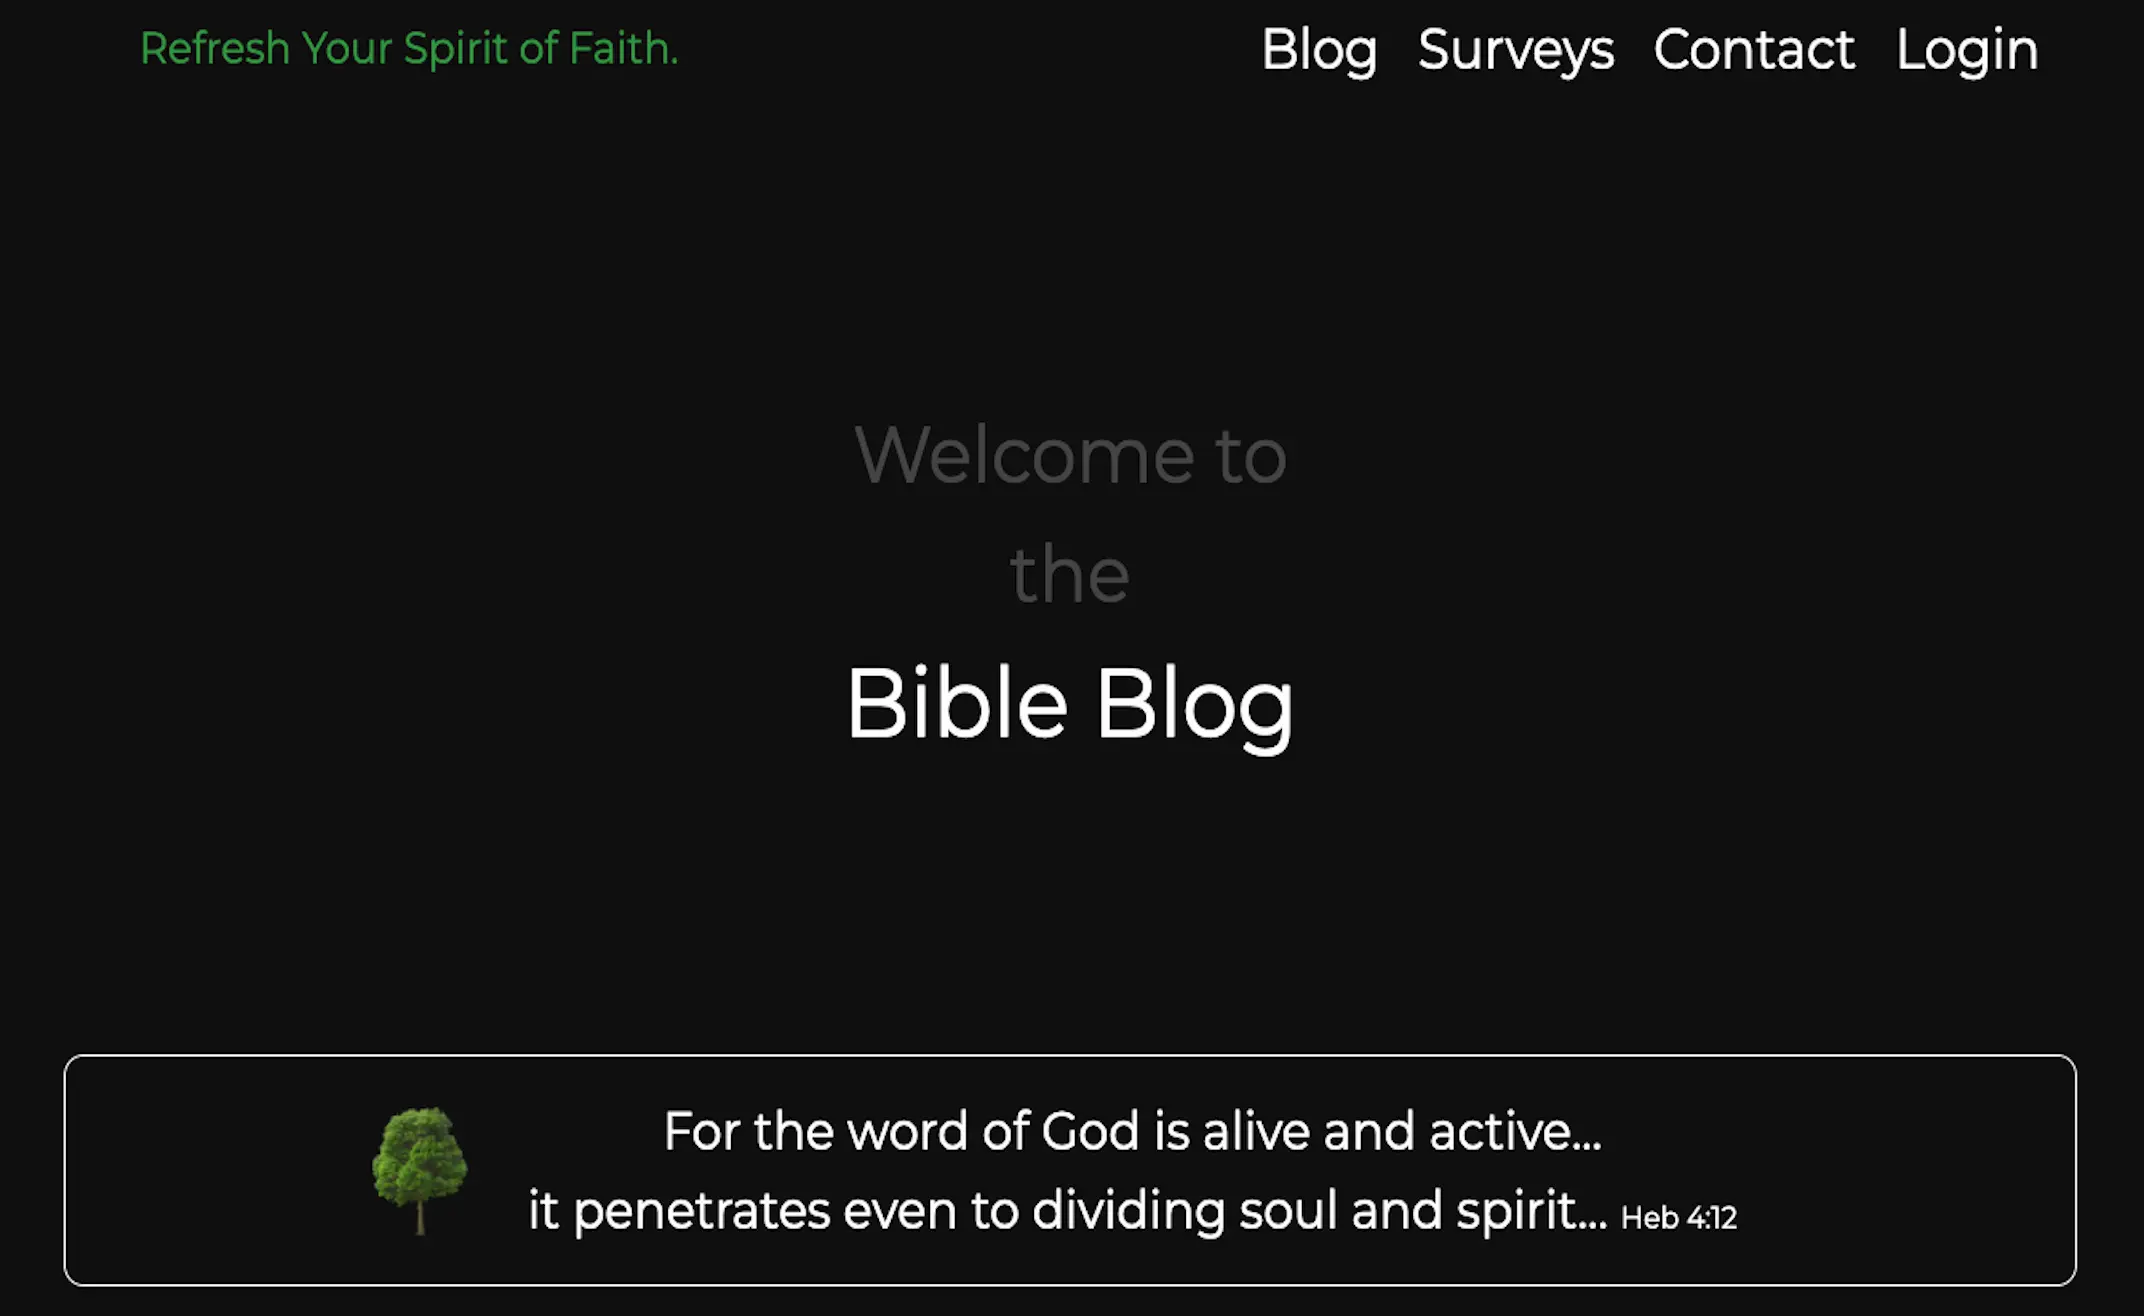 Refresh Your Spirit of Faith.
Blog Surveys Contact Login
Welcome to
the
Bible Blog
For the word of God is alive and active...
it penetrates even to dividing soul and spirit... Heb 4:12